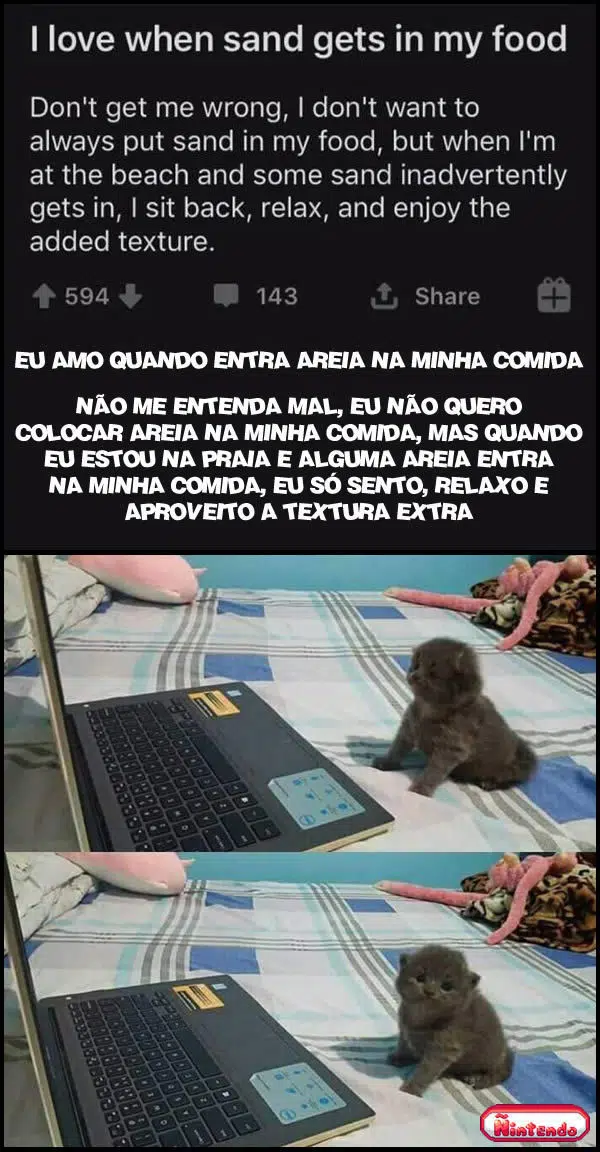 I love when sand gets in my food
Don't get me wrong, I don't want to
always put sand in my food, but when I'm
at the beach and some sand inadvertently
gets in, I sit back, relax, and enjoy the
added texture.
594 143 Share
EU AMO QUANDO ENTRA AREIA NA MINHA COMIDA
NÃO ME ENTENDA MAL, EU NÃO QUERO
COLOCAR AREIA NA MINHA COMIDA, MAS QUANDO
EU ESTOU NA PRAIA E ALGUMA AREIA ENTRA
NA MINHA COMIDA, EU SÓ SENTO, RELAXO E
APROVEITO A TEXTURA EXTRA
Ñintendo